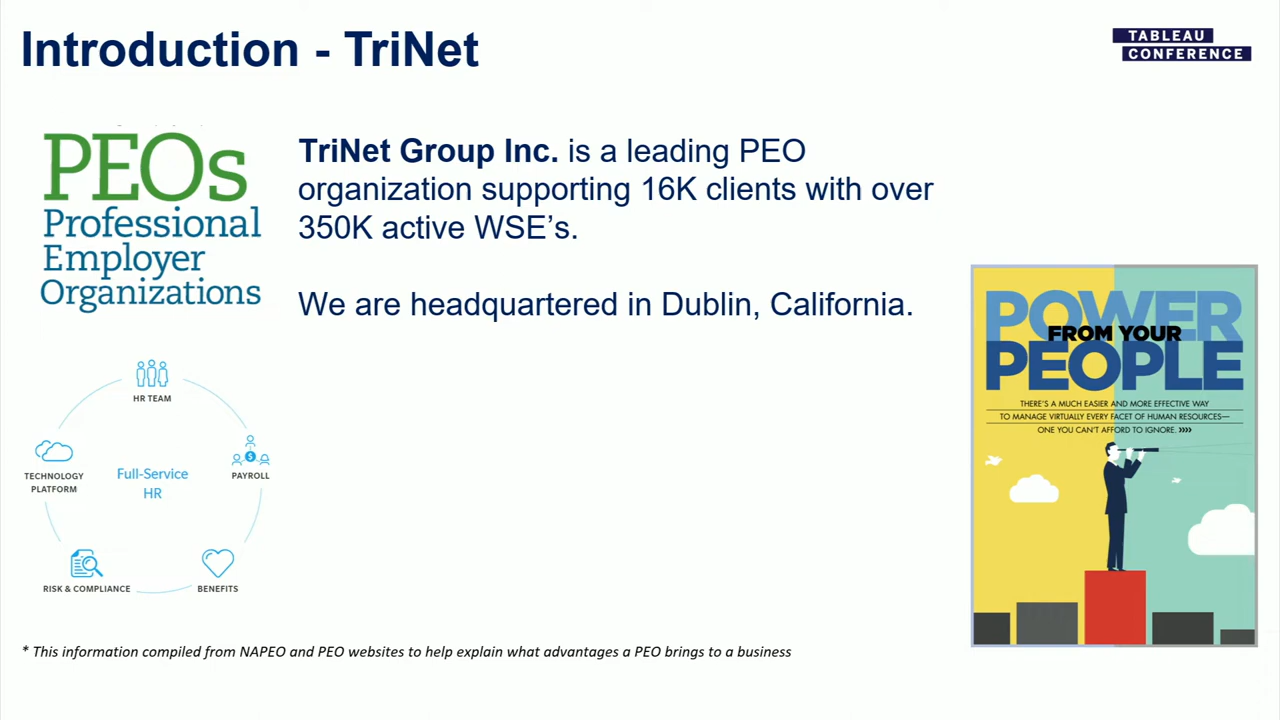 Introduction - TriNet
TABLEAU
CONFERENCE
PEOs
Professional
Employer
Organizations
TriNet Group Inc. is a leading PEO
organization supporting 16K clients with over
350K active WSE’s.
We are headquartered in Dublin, California.
HR TEAM
TECHNOLOGY
PLATFORM
Full-Service
HR
PAYROLL
RISK & COMPLIANCE
BENEFITS
POWER
FROM YOUR
PEOPLE
THERE'S A MUCH EASIER AND MORE EFFECTIVE WAY
TO MANAGE VIRTUALLY EVERY FACET OF HUMAN RESOURCES—
ONE YOU CAN'T AFFORD TO IGNORE. »»
* This information compiled from NAPEO and PEO websites to help explain what advantages a PEO brings to a business